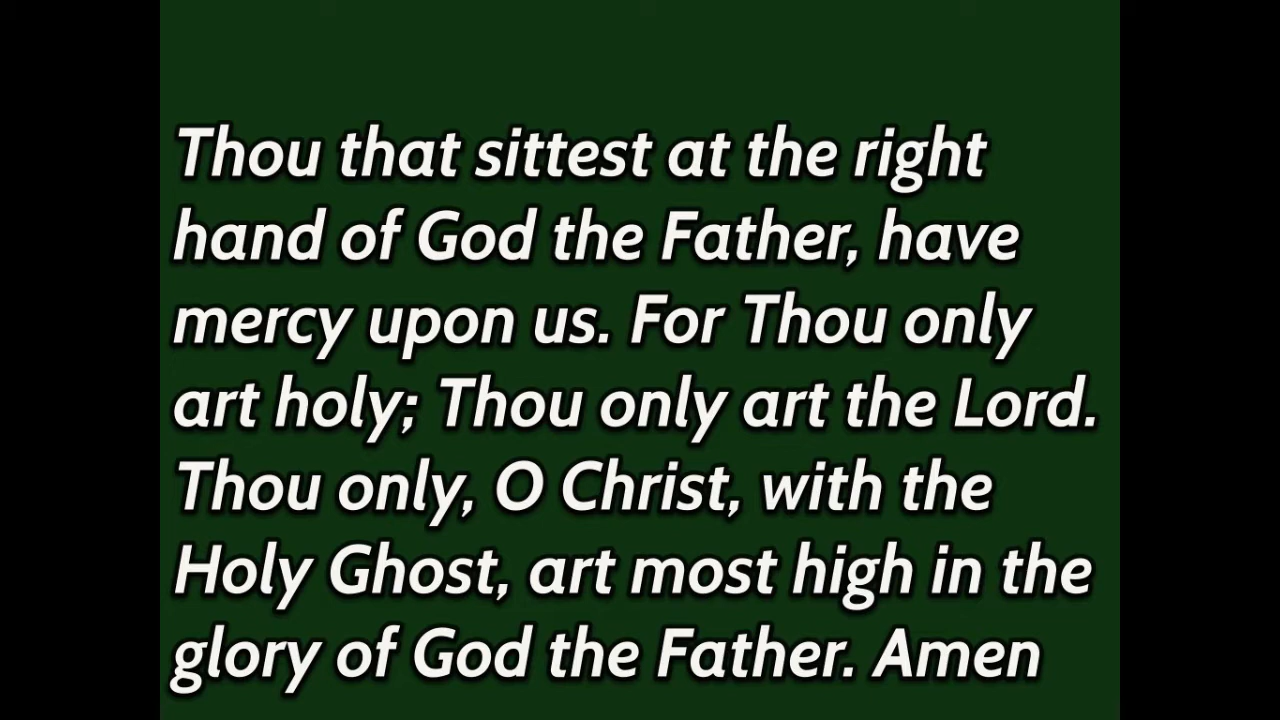 Thou that sittest at the right
hand of God the Father, have
mercy upon us. For Thou only
art holy; Thou only art the Lord.
Thou only, O Christ, with the
Holy Ghost, art most high in the
glory of God the Father. Amen